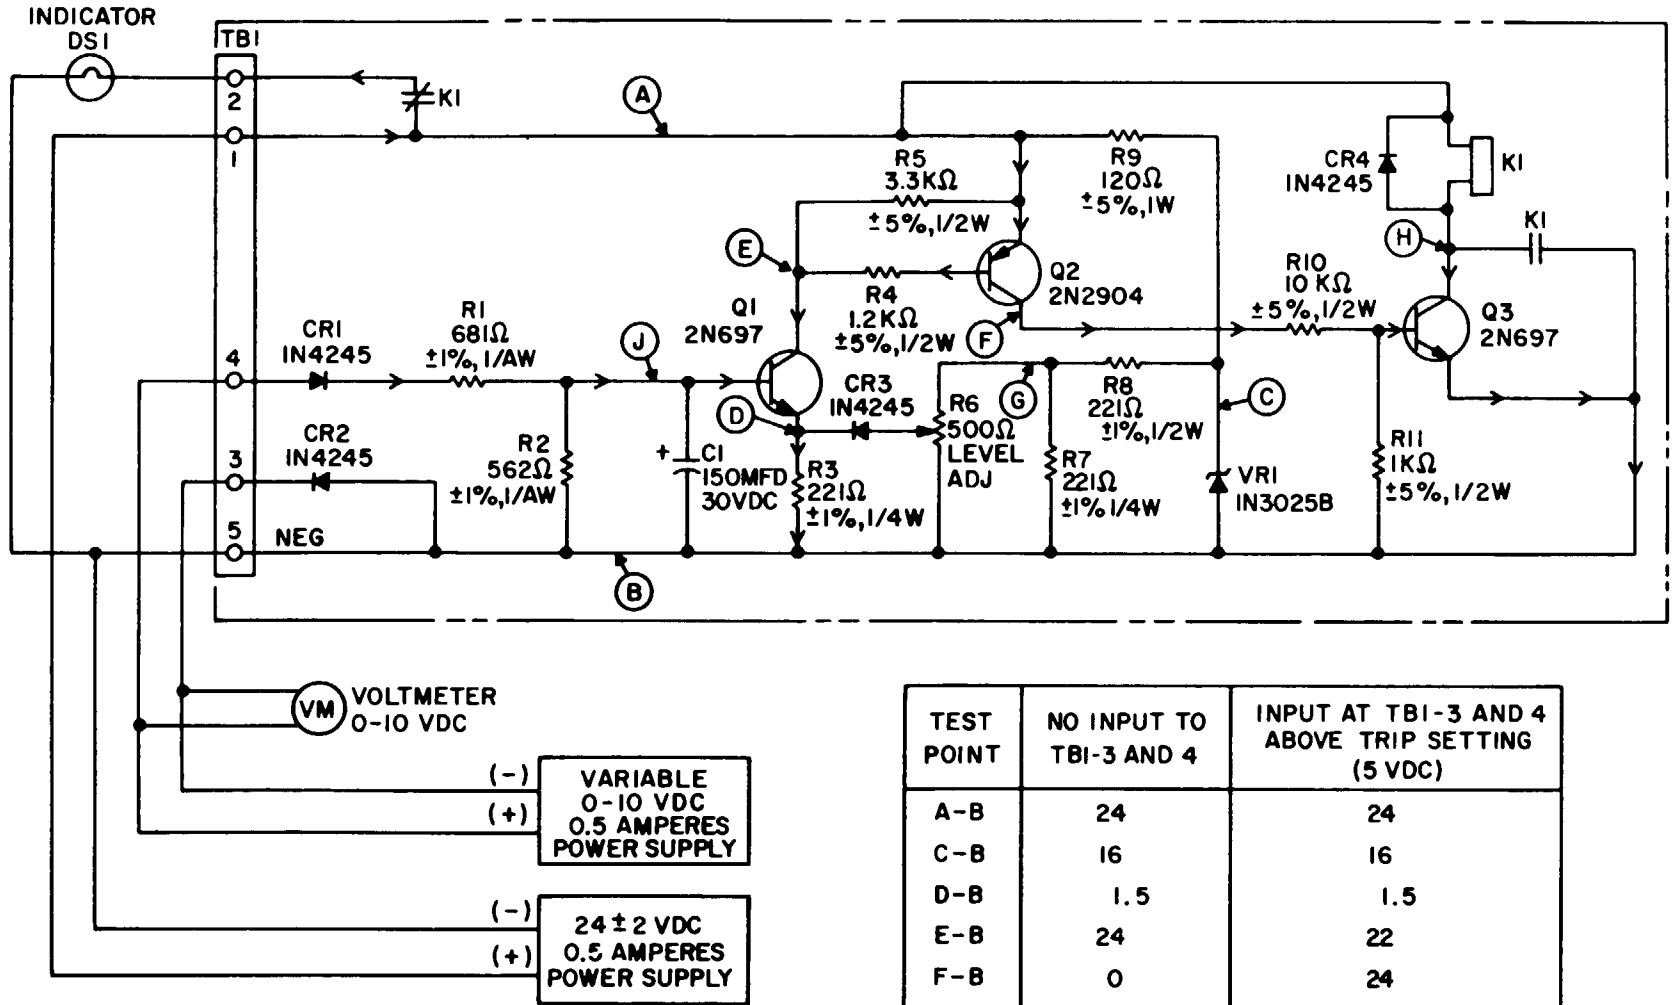 INDICATOR
DS1
TB1
2
K1
1
A
R5
3.3KΩ
±5%,1/2W
R9
120Ω
±5%,1W
CR4
IN4245
K1
E
R4
1.2KΩ
±5%,1/2W
Q2
2N2904
F
H
K1
R10
10 KΩ
±5%,1/2W
Q3
2N697
Q1
2N697
4
CR1
IN4245
R1
681Ω
±1%,1/AW
J
D
CR3
IN4245
R6
500Ω
LEVEL
ADJ
G
R8
221Ω
±1%,1/2W
C
3
CR2
IN4245
R2
562Ω
±1%,1/AW
+
C1
150MFD
30VDC
R3
221Ω
±1%,1/4W
R7
221Ω
±1% 1/4W
VR1
IN3025B
R11
1KΩ
±5%,1/2W
5
NEG
B
VM
VOLTMETER
0-10 VDC
(-)
(+)
VARIABLE
0-10 VDC
0.5 AMPERES
POWER SUPPLY
(-)
(+)
24 ± 2 VDC
0.5 AMPERES
POWER SUPPLY
TEST POINT
NO INPUT TO TB1-3 AND 4
INPUT AT TB1-3 AND 4 ABOVE TRIP SETTING (5 VDC)
A-B 24 24
C-B 16 16
D-B 1.5 1.5
E-B 24 22
F-B 0 24